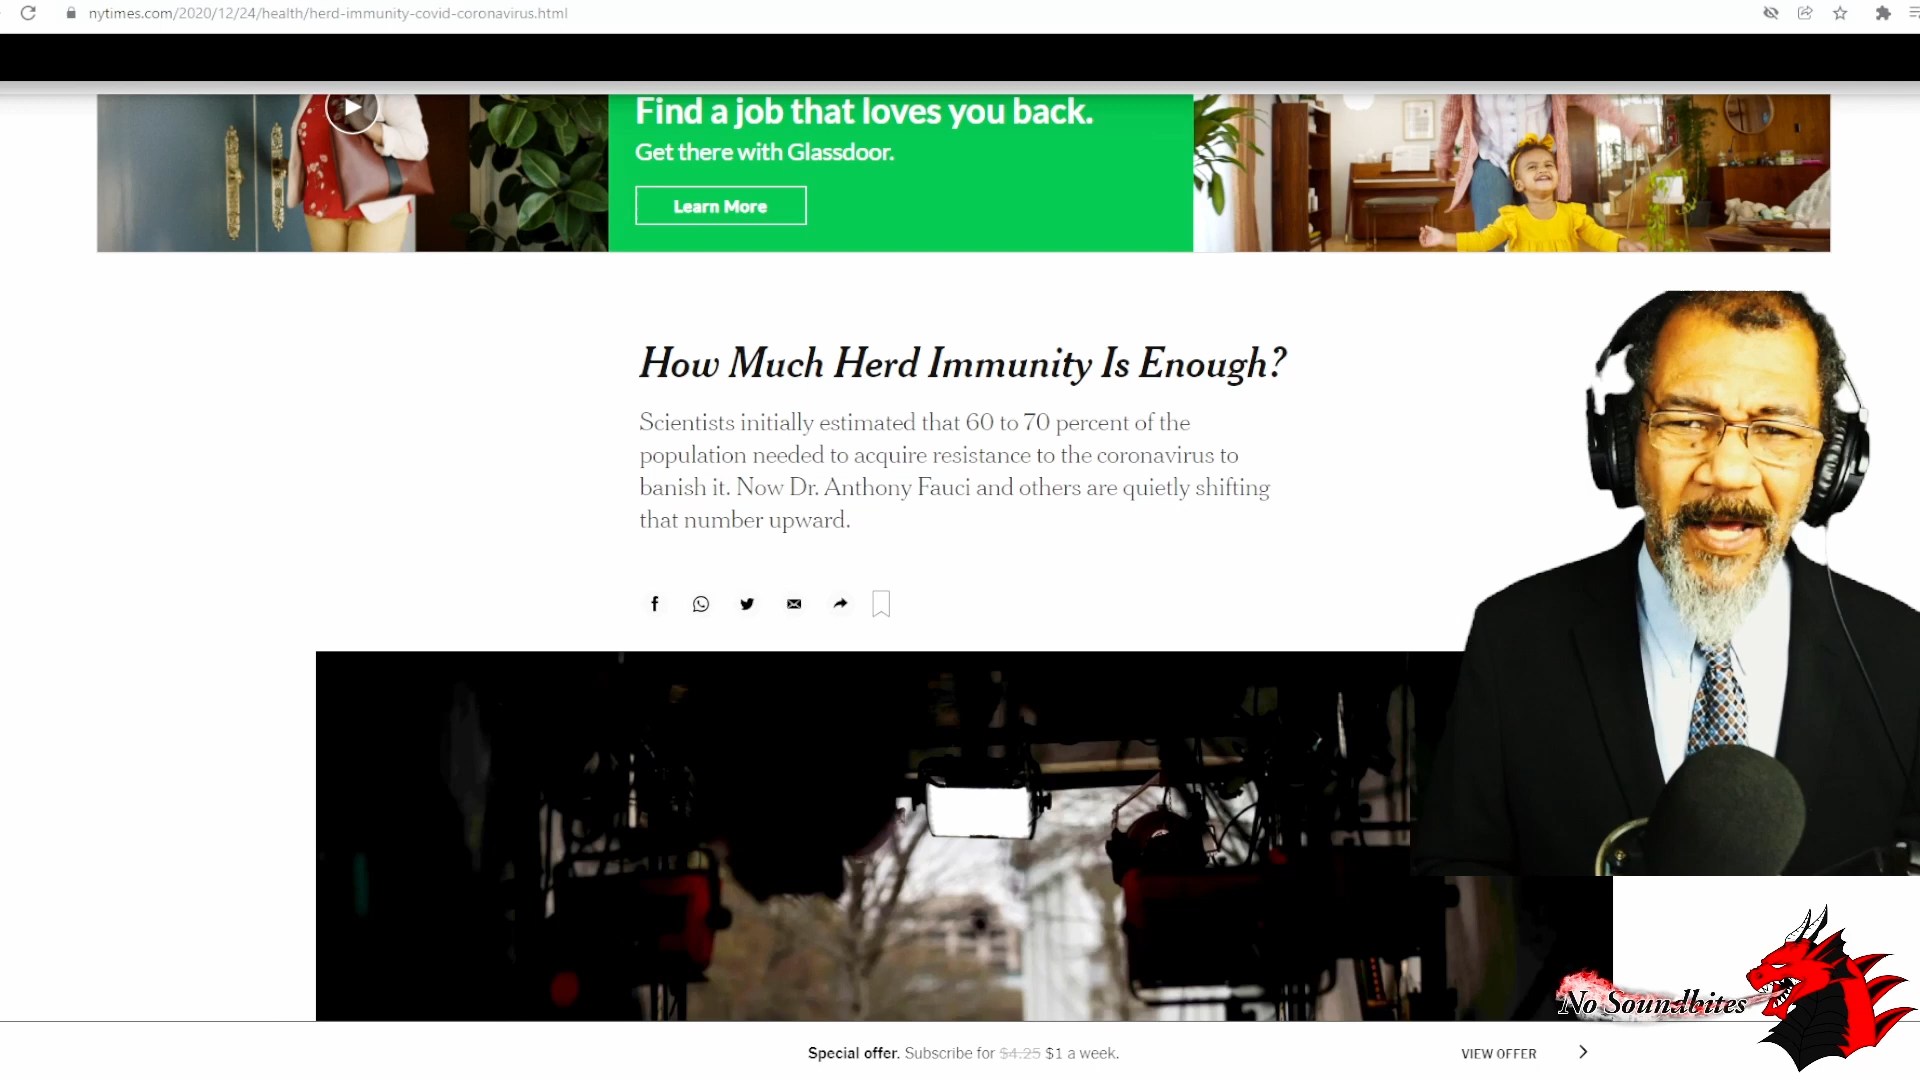 nytimes.com/2020/12/24/health/herd-immunity-covid-coronavirus.html
Find a job that loves you back.
Get there with Glassdoor.
Learn More
How Much Herd Immunity Is Enough?
Scientists initially estimated that 60 to 70 percent of the
population needed to acquire resistance to the coronavirus to
banish it. Now Dr. Anthony Fauci and others are quietly shifting
that number upward.
No Soundbites
Special offer. Subscribe for $4.25 $1 a week.
VIEW OFFER